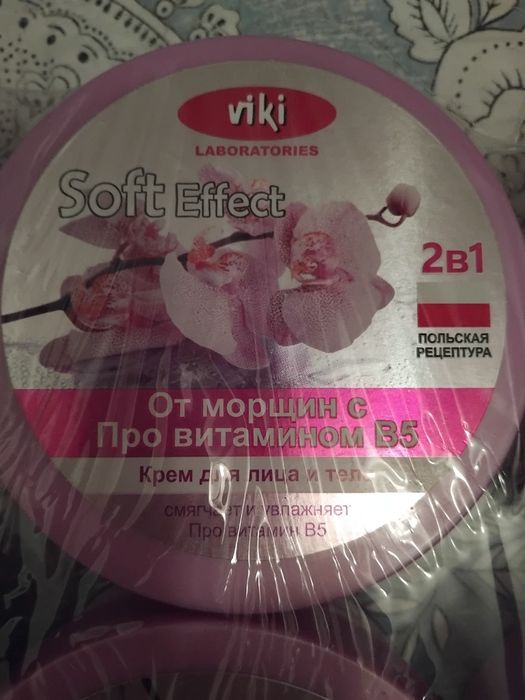 viki
LABORATORIES
Soft Effect
2в1
ПОЛЬСКАЯ
РЕЦЕПТУРА
От морщин с
Про витамином В5
Крем для лица и тела
смягчает и увлажняет
Про витамин В5